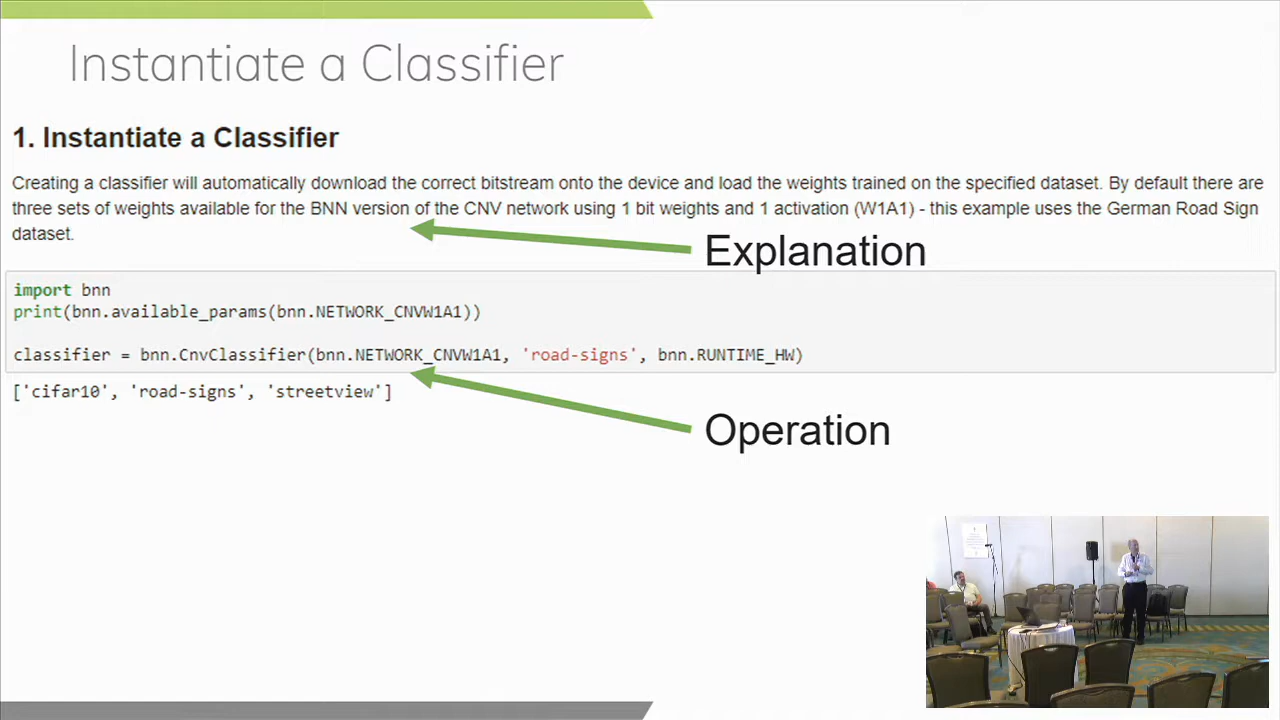 Instantiate a Classifier
1. Instantiate a Classifier
Creating a classifier will automatically download the correct bitstream onto the device and load the weights trained on the specified dataset. By default there are
three sets of weights available for the BNN version of the CNV network using 1 bit weights and 1 activation (W1A1) - this example uses the German Road Sign
dataset.
Explanation
import bnn
print(bnn.available_params(bnn.NETWORK_CNVW1A1))
classifier = bnn.CnvClassifier(bnn.NETWORK_CNVW1A1, 'road-signs', bnn.RUNTIME_HW)
['cifar10', 'road-signs', 'streetview']
Operation